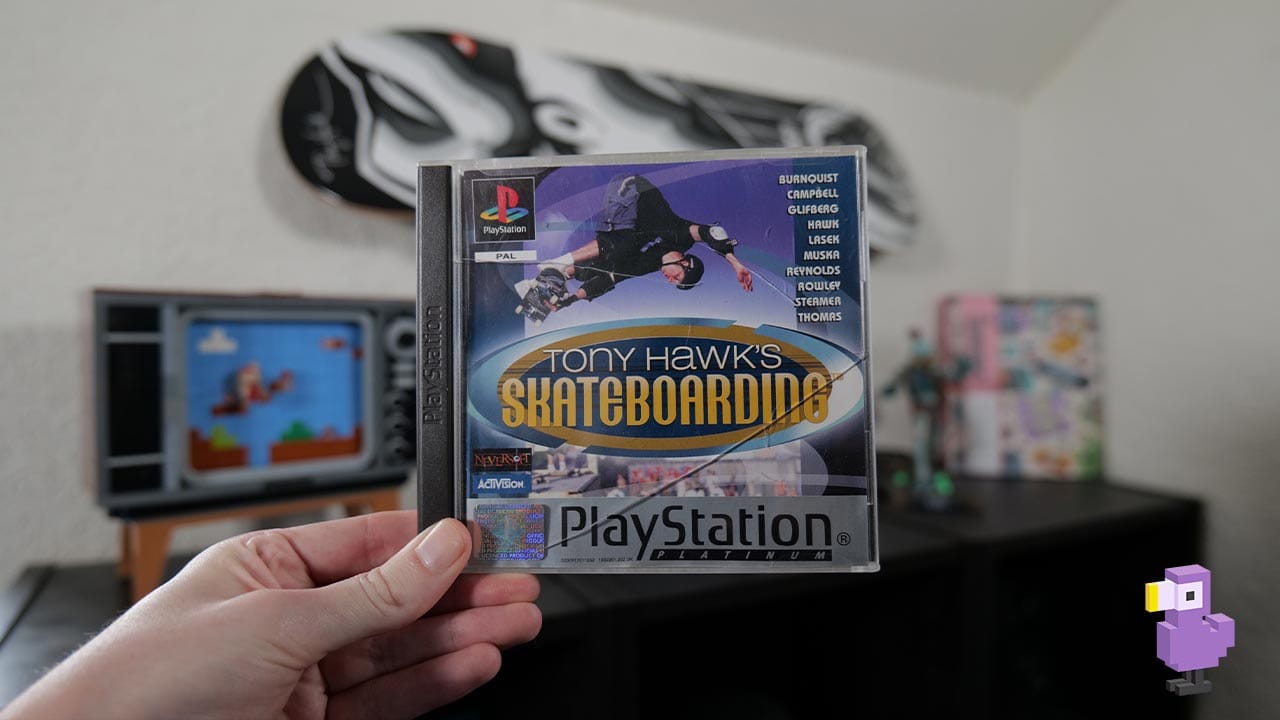 PlayStation
PAL
BURNQUIST
CAMPBELL
GLIFBERG
HAWK
LASEK
MUSKA
REYNOLDS
ROWLEY
STEAMER
THOMAS
PlayStation
TONY HAWK'S
SKATEBOARDING™
NEVERSOFT
ACTIVISION
PlayStation®
PLATINUM